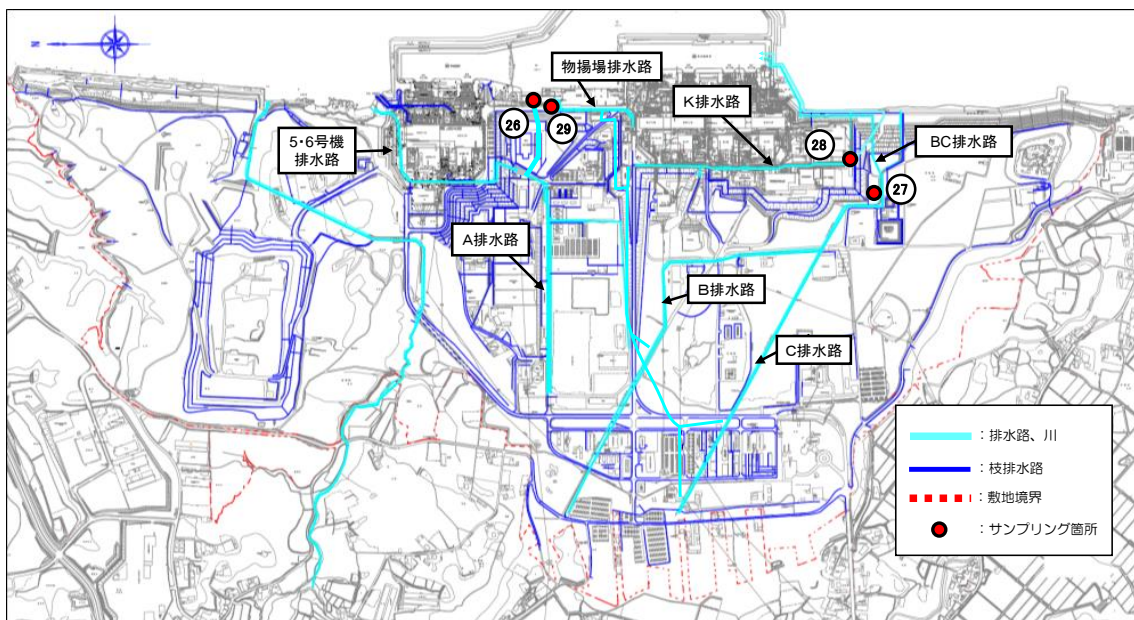 N
物揚場排水路
K排水路
26
29
5・6号機
排水路
28
BC排水路
27
A排水路
B排水路
C排水路
：排水路、川
：枝排水路
：敷地境界
：サンプリング箇所